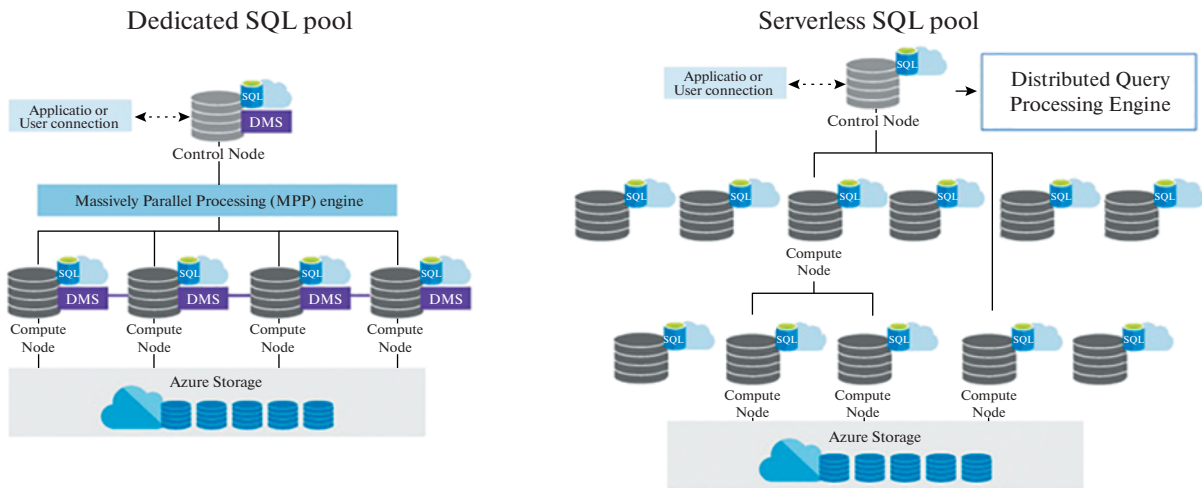 Dedicated SQL pool
Applicatio or
User connection
SQL
DMS
Control Node
Massively Parallel Processing (MPP) engine
SQL
DMS
SQL
DMS
SQL
DMS
SQL
DMS
Compute
Node
Compute
Node
Compute
Node
Compute
Node
Azure Storage
Serverless SQL pool
Applicatio or
User connection
SQL
Control Node
Distributed Query
Processing Engine
SQL
SQL
SQL
SQL
SQL
SQL
Compute
Node
SQL
SQL
SQL
SQL
SQL
Compute
Node
Compute
Node
Compute
Node
Azure Storage